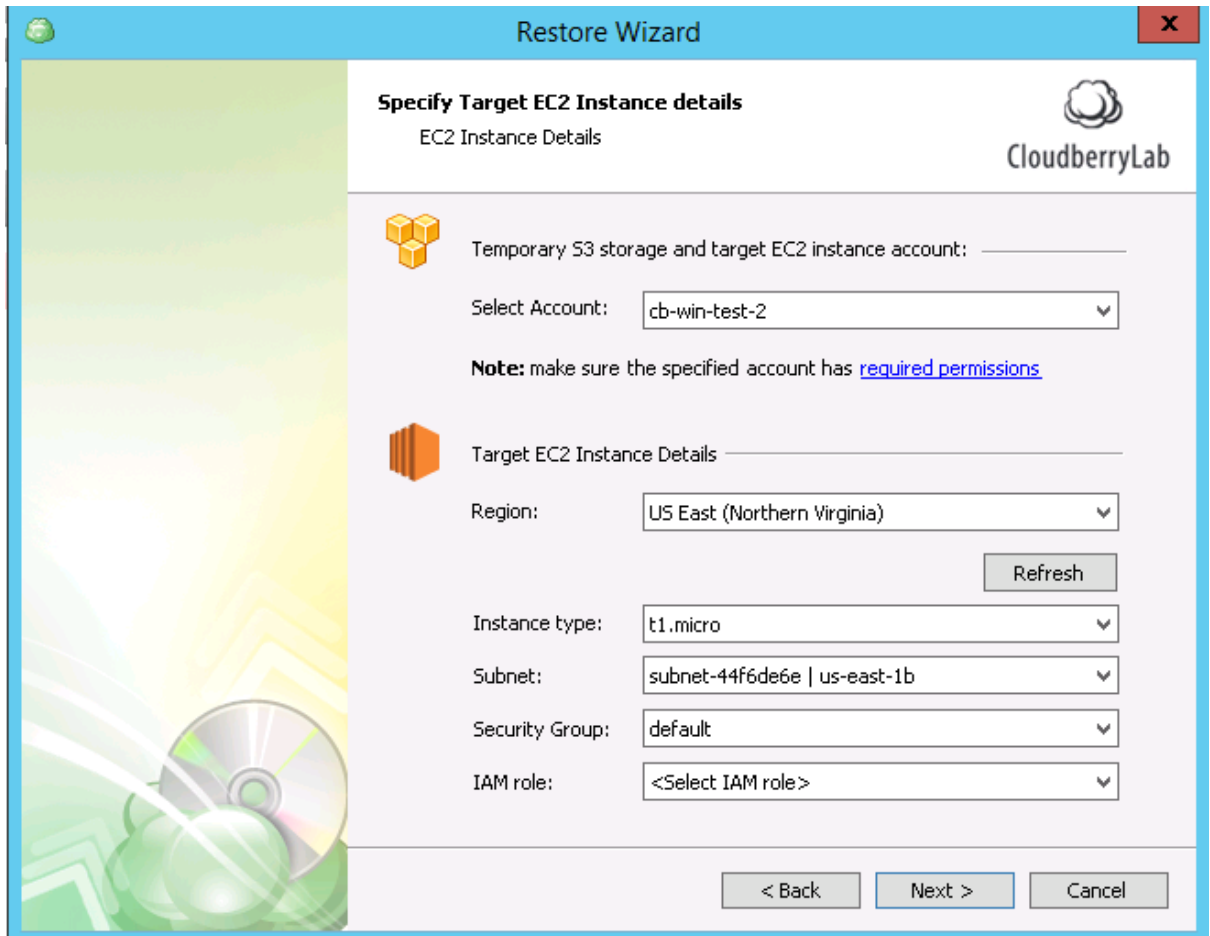 Restore Wizard
x
Specify Target EC2 Instance details
EC2 Instance Details
CloudberryLab
Temporary S3 storage and target EC2 instance account:
Select Account: cb-win-test-2
Note: make sure the specified account has required permissions
Target EC2 Instance Details
Region: US East (Northern Virginia)
Refresh
Instance type: t1.micro
Subnet: subnet-44f6de6e | us-east-1b
Security Group: default
IAM role: <Select IAM role>
< Back Next > Cancel